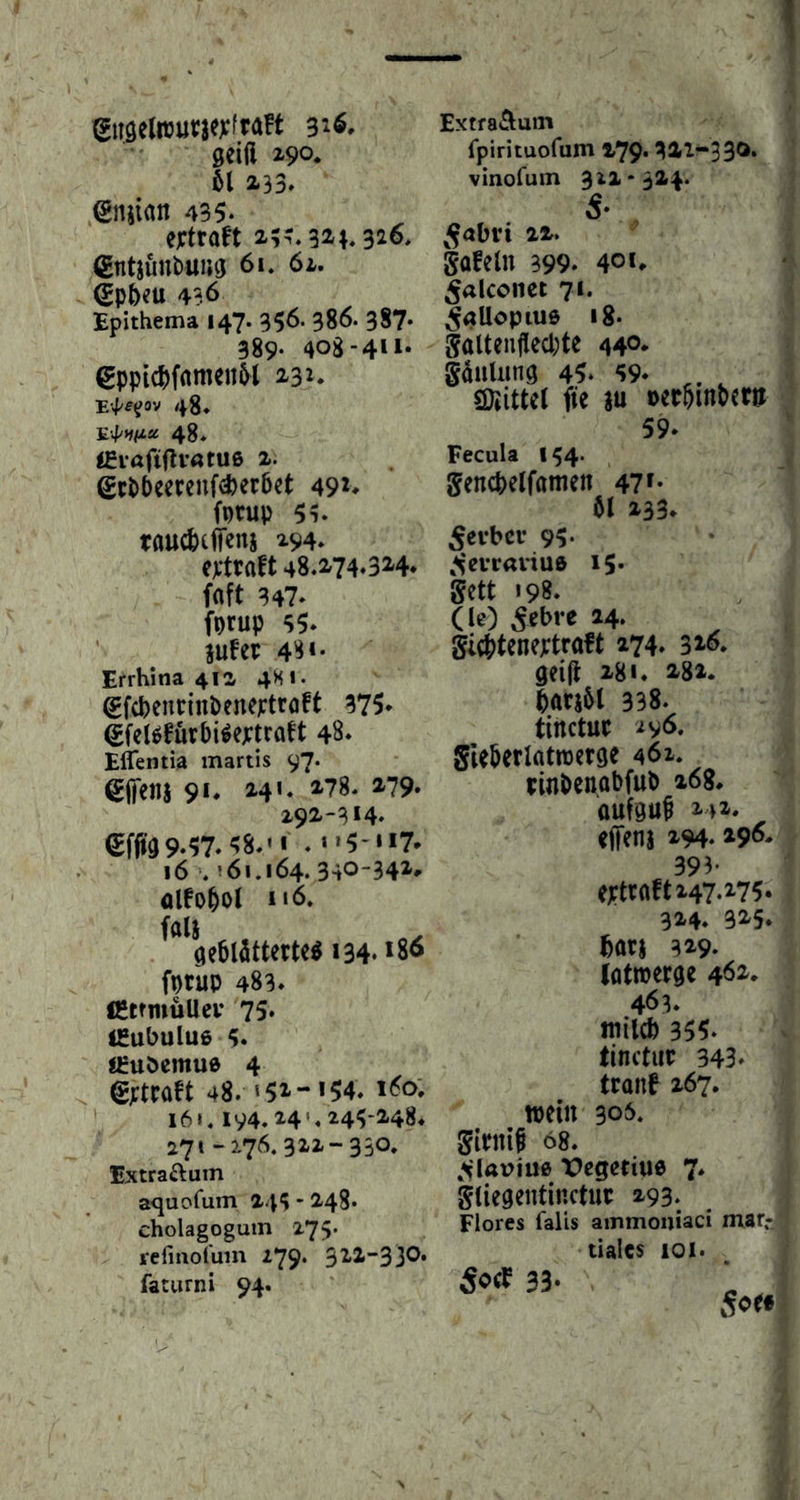 Engelwurzextraft 316.
geist 290.
öl 233.
Enzian 435.
extrakt 255. 324. 326.
Entzündung 61. 62.
Epheu 436
Epithema 147. 356. 386. 387.
389. 408-411.
Eppichsamenöl 232.
48.
48.
Erasistratus 2.
Erdbeerenscherbet 492.
syrup 55.
rauchissenz 294.
extrakt 48. 274. 324.
saft 347.
syrup 55.
zuker 481.
Errhina 412 481.
Eschenrindenextrakt 375.
Eselskürbisextrakt 48.
Essentia martis 97.
Essenz 91. 241. 278. 279.
292-314.
Essig 9. 57. 58. 115-117.
161. 164. 340-342.
alkohol 116.
salz
geblättertes 134. 186
syrup 483.
Ettmüller 75.
Eubulus 5.
Eudemus 4
Extrakt 48. 152-154. 160.
161. 194. 241. 245-248.
271-276. 322-330.
Extractum
aquosum 245-248.
cholagogum 275.
resinosum 279. 322-330.
saturni 94.
Extractum
spirituosum 279. 322-330.
vinosum 322-324.
F.
Fabri 22.
Fakeln 399. 401.
Falconet 71.
Fallopius 18.
Faltenflechte 440.
Fäulung 45. 59.
Mittel sie zu verhindern
59.
Fecula 154.
Fenchelsamen 471.
öl 233.
Ferber 95.
Ferrarius 15.
Fett 198.
(le) Febre 24.
Fichtenextrakt 274. 326.
geist 281. 282.
harzöl 338.
tinctur 296.
Fieberlatwerge 462.
rindenabsud 268.
aufguß 242.
essenz 294. 296.
393.
extrakt 247. 275.
324. 325.
harz 329.
latwerge 462.
463.
milch 355.
tinctur 343.
trank 267.
wein 305.
Firniß 68.
Flavius Vegetius 7.
Fliegentinctur 293.
Flores salis ammoniaci mar-
tiales 101.
Fock 33.
Foes